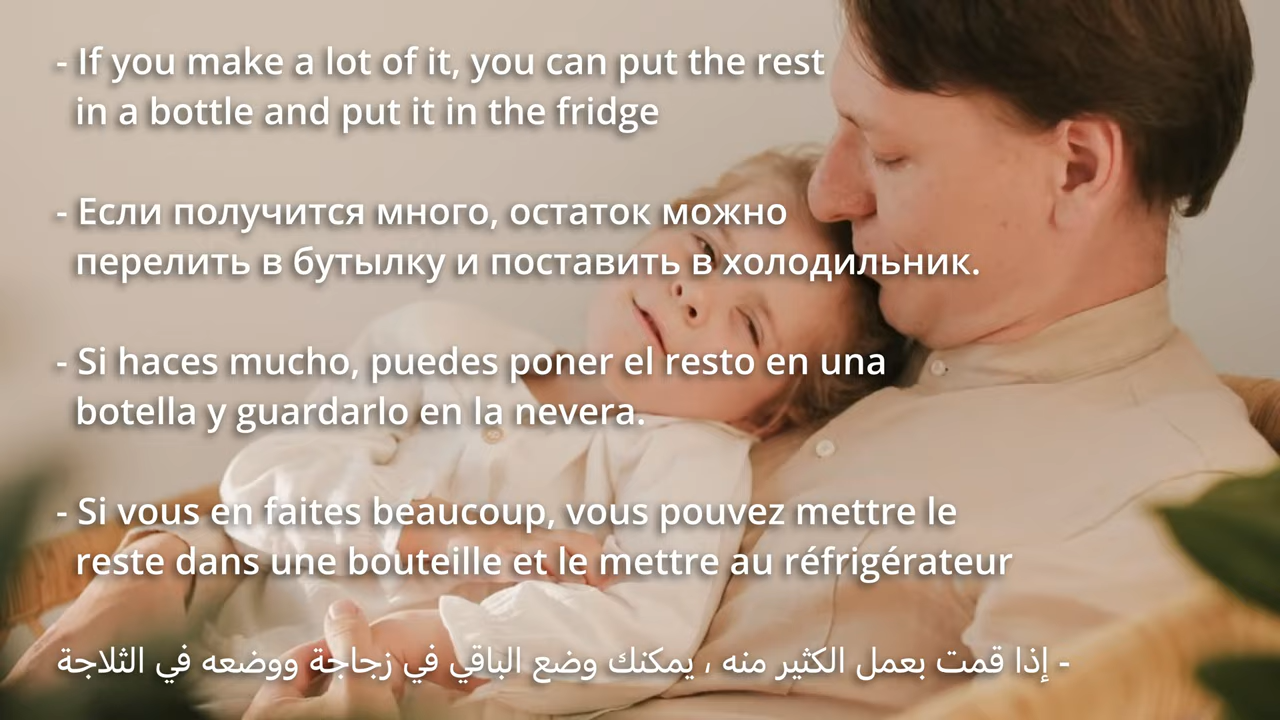 - If you make a lot of it, you can put the rest
in a bottle and put it in the fridge
- Если получится много, остаток можно
перелить в бутылку и поставить в холодильник.
- Si haces mucho, puedes poner el resto en una
botella y guardarlo en la nevera.
- Si vous en faites beaucoup, vous pouvez mettre le
reste dans une bouteille et le mettre au réfrigérateur
- إذا قمت بعمل الكثير منه ، يمكنك وضع الباقي في زجاجة ووضعه في الثلاجة